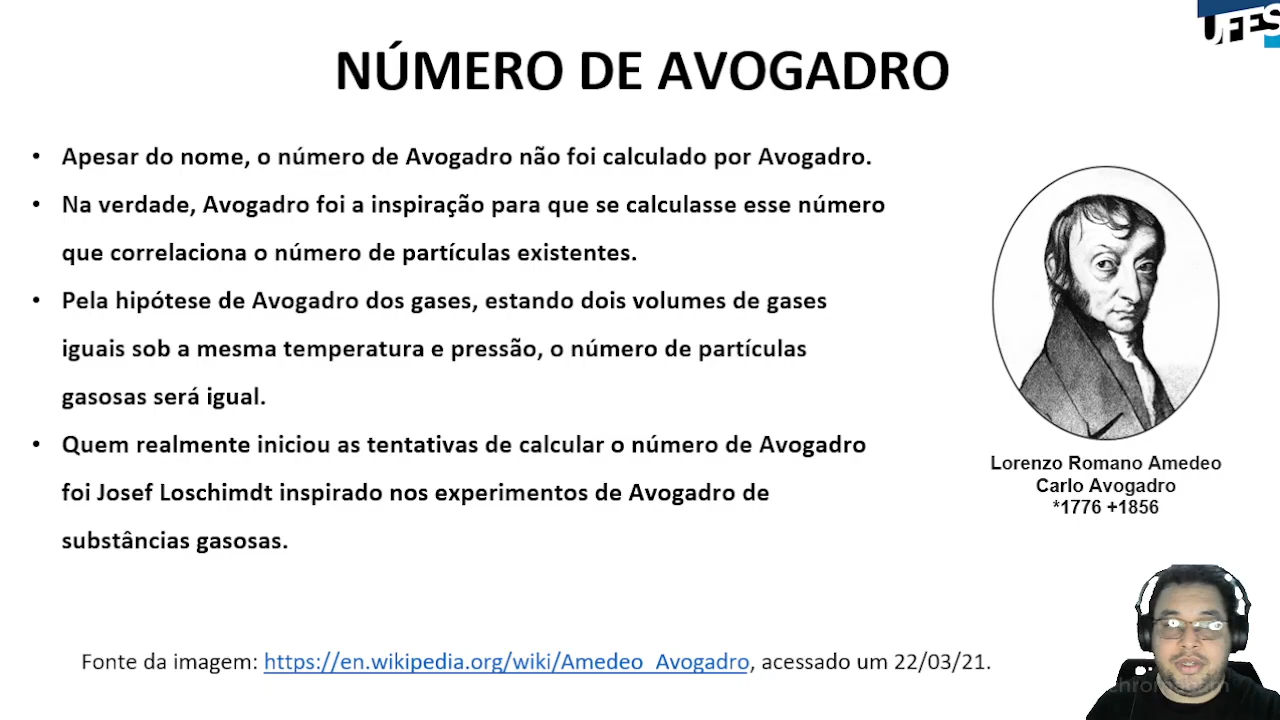 UFES
NÚMERO DE AVOGADRO
• Apesar do nome, o número de Avogadro não foi calculado por Avogadro.
• Na verdade, Avogadro foi a inspiração para que se calculasse esse número
que correlaciona o número de partículas existentes.
• Pela hipótese de Avogadro dos gases, estando dois volumes de gases
iguais sob a mesma temperatura e pressão, o número de partículas
gasosas será igual.
• Quem realmente iniciou as tentativas de calcular o número de Avogadro
foi Josef Loschimdt inspirado nos experimentos de Avogadro de
substâncias gasosas.
Lorenzo Romano Amedeo
Carlo Avogadro
*1776 +1856
Fonte da imagem: https://en.wikipedia.org/wiki/Amedeo_Avogadro, acessado um 22/03/21.